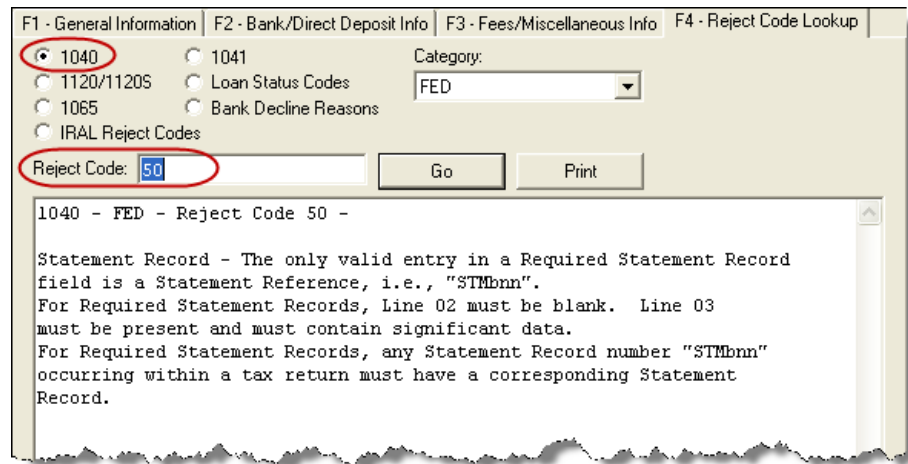 F1 - General Information F2 - Bank/Direct Deposit Info F3 - Fees/Miscellaneous Info F4 - Reject Code Lookup
1040 1041 Category:
1120/1120S Loan Status Codes FED
1065 Bank Decline Reasons
IRAL Reject Codes
Reject Code: 50 Go Print
1040 - FED - Reject Code 50 -
Statement Record - The only valid entry in a Required Statement Record
field is a Statement Reference, i.e., "STMbnn".
For Required Statement Records, Line 02 must be blank. Line 03
must be present and must contain significant data.
For Required Statement Records, any Statement Record number "STMbnn"
occurring within a tax return must have a corresponding Statement
Record.